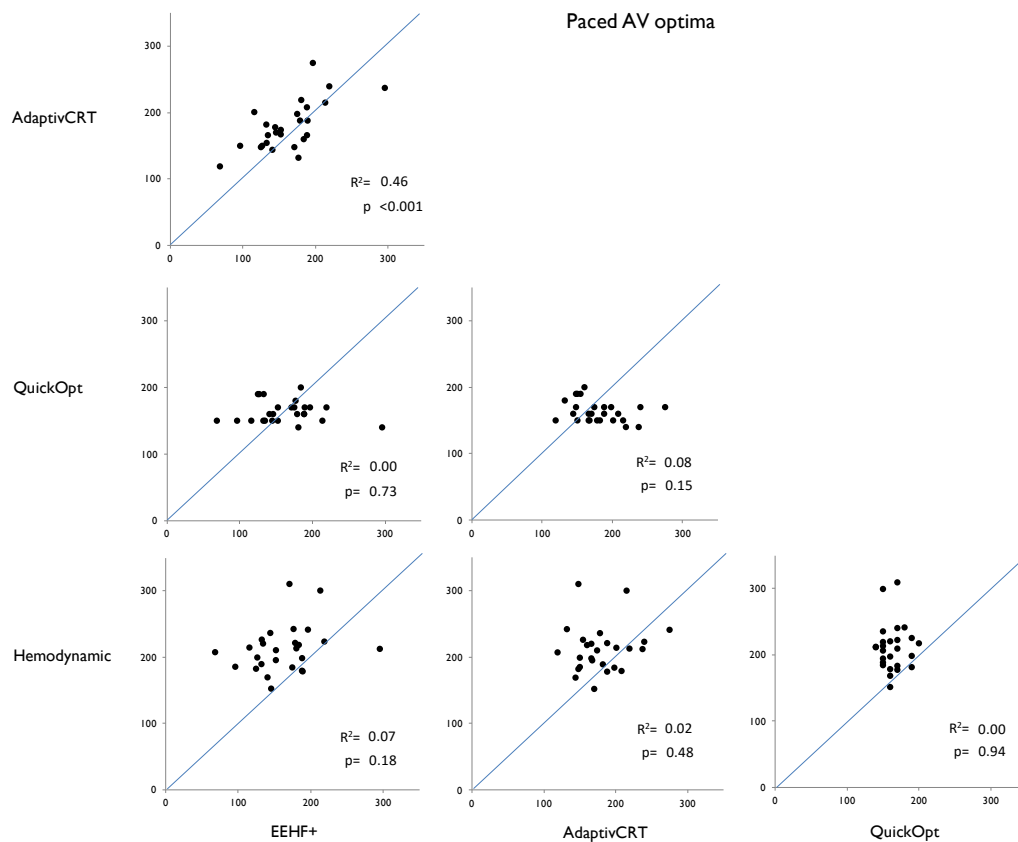 Paced AV optima
AdaptivCRT
300
200
100
0
0 100 200 300
R²= 0.46
p <0.001
QuickOpt
300
200
100
0
0 100 200 300
R²= 0.00
p= 0.73
300
200
100
0
0 100 200 300
R²= 0.08
p= 0.15
Hemodynamic
300
200
100
0
0 100 200 300
R²= 0.07
p= 0.18
EEHF+
300
200
100
0
0 100 200 300
R²= 0.02
p= 0.48
AdaptivCRT
300
200
100
0
0 100 200 300
R²= 0.00
p= 0.94
QuickOpt